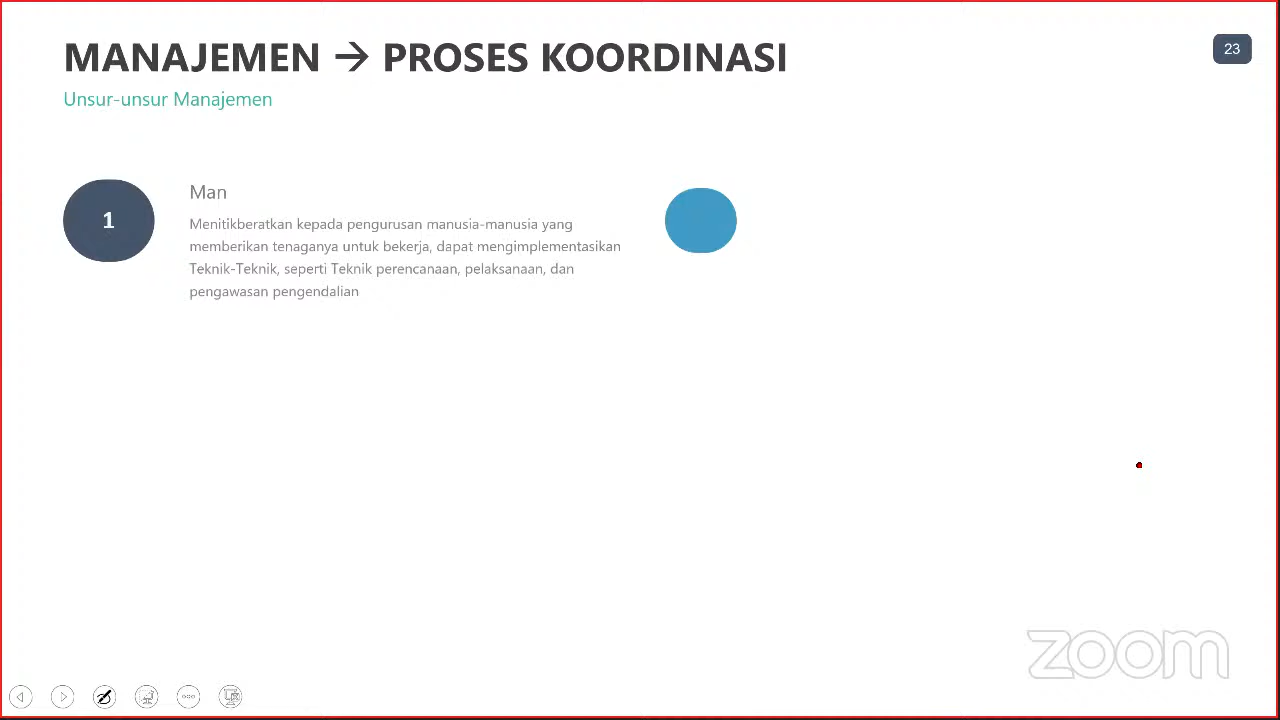 MANAJEMEN → PROSES KOORDINASI
23
Unsur-unsur Manajemen
1
Man
Menitikberatkan kepada pengurusan manusia-manusia yang
memberikan tenaganya untuk bekerja, dapat mengimplementasikan
Teknik-Teknik, seperti Teknik perencanaan, pelaksanaan, dan
pengawasan pengendalian
zoom